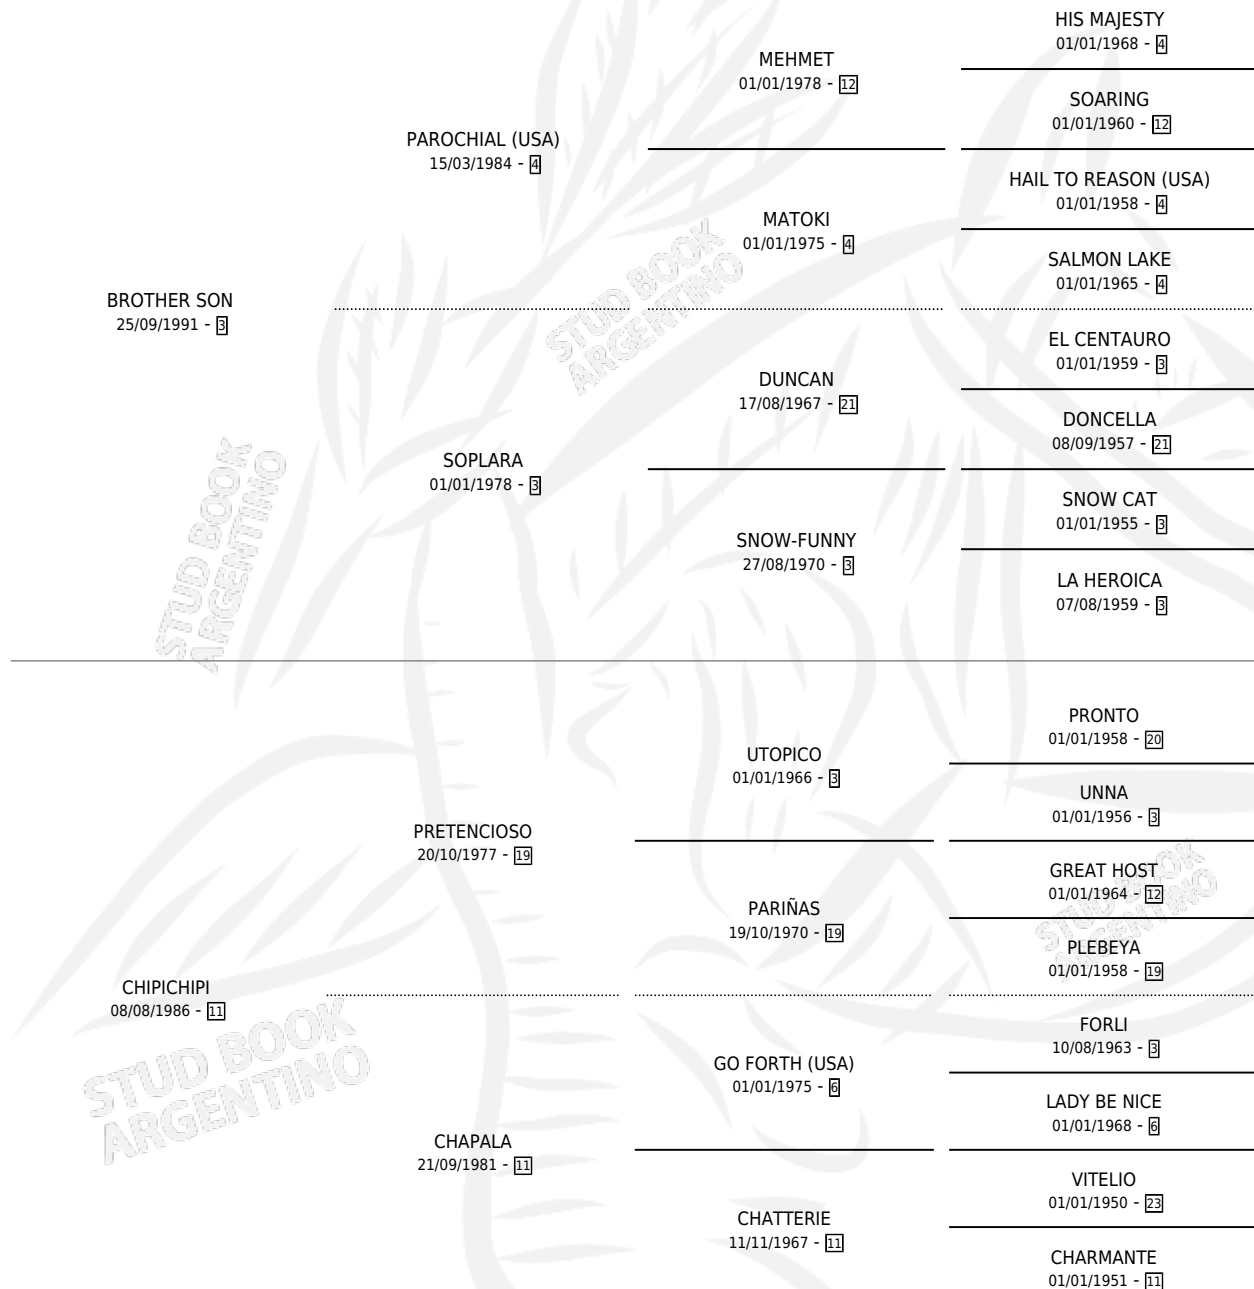 HIS MAJESTY
01/01/1968 - 4
MEHMET
01/01/1978 - 12
SOARING
01/01/1960 - 12
PAROCHIAL (USA)
15/03/1984 - 4
HAIL TO REASON (USA)
01/01/1958 - 4
MATOKI
01/01/1975 - 4
SALMON LAKE
01/01/1965 - 4
BROTHER SON
25/09/1991 - 3
STUD BOOK
ARGENTINO
EL CENTAURO
01/01/1959 - 3
DUNCAN
17/08/1967 - 21
DONCELLA
08/09/1957 - 21
SOPLARA
01/01/1978 - 3
SNOW CAT
01/01/1955 - 3
SNOW-FUNNY
27/08/1970 - 3
LA HEROICA
07/08/1959 - 3
STUD BOOK
ARGENTINO
PRONTO
01/01/1958 - 20
UTOPICO
01/01/1966 - 3
UNNA
01/01/1956 - 3
PRETENCIOSO
20/10/1977 - 19
GREAT HOST
01/01/1964 - 12
PARIÑAS
19/10/1970 - 19
PLEBEYA
01/01/1958 - 19
STUD BOOK
ARGENTINO
CHIPICHIPI
08/08/1986 - 11
STUD BOOK
ARGENTINO
FORLI
10/08/1963 - 3
GO FORTH (USA)
01/01/1975 - 6
LADY BE NICE
01/01/1968 - 6
CHAPALA
21/09/1981 - 11
VITELIO
01/01/1950 - 23
CHATTERIE
11/11/1967 - 11
CHARMANTE
01/01/1951 - 11